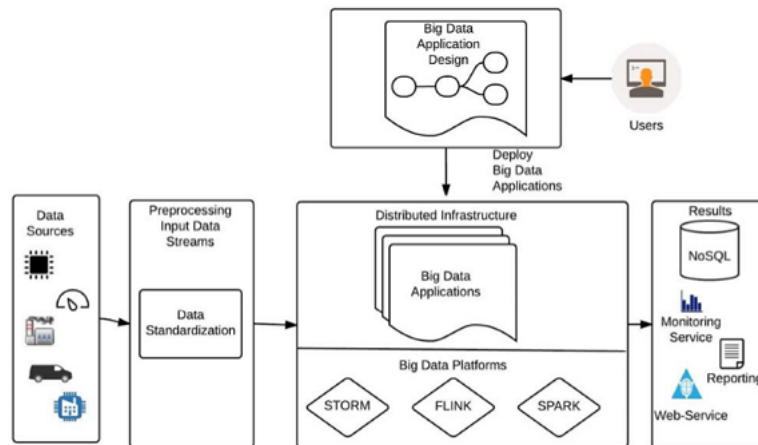 Big Data
Application
Design
Users
Deploy
Big Data
Applications
Data
Sources
Preprocessing
Input Data
Streams
Data
Standardization
Distributed Infrastructure
Big Data
Applications
Big Data Platforms
STORM
FLINK
SPARK
Results
NoSQL
Monitoring
Service
Reporting
Web-Service